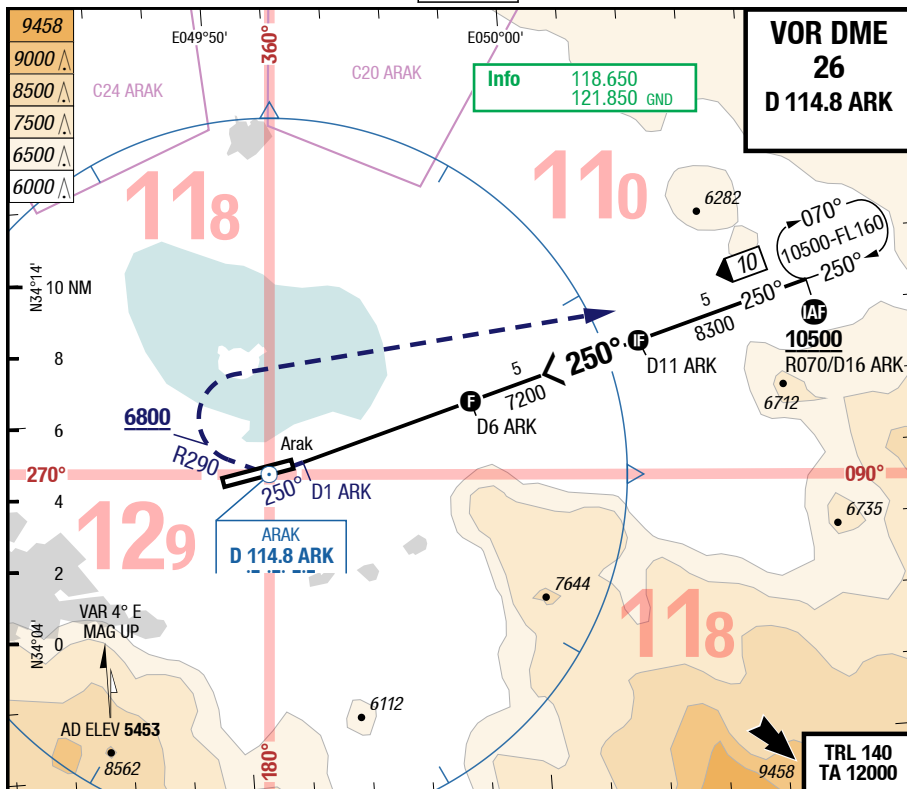 9458
9000
8500
7500
6500
6000
E049°50'
360°
E050°00'
C24 ARAK
C20 ARAK
Info 118.650
121.850 GND
VOR DME
26
D 114.8 ARK
118
110
6282
070°
10500-FL160
250°
10
N34°14'
10 NM
5
8300
250°
IAF
10500
R070/D16 ARK
IF
D11 ARK
250°
8
5
7200
6712
F
D6 ARK
6
6800
R290
Arak
270°
250°
D1 ARK
090°
4
129
ARAK
D 114.8 ARK
6735
2
7644
118
VAR 4° E
MAG UP
N34°04'
0
6112
AD ELEV 5453
8562
180°
9458
TRL 140
TA 12000